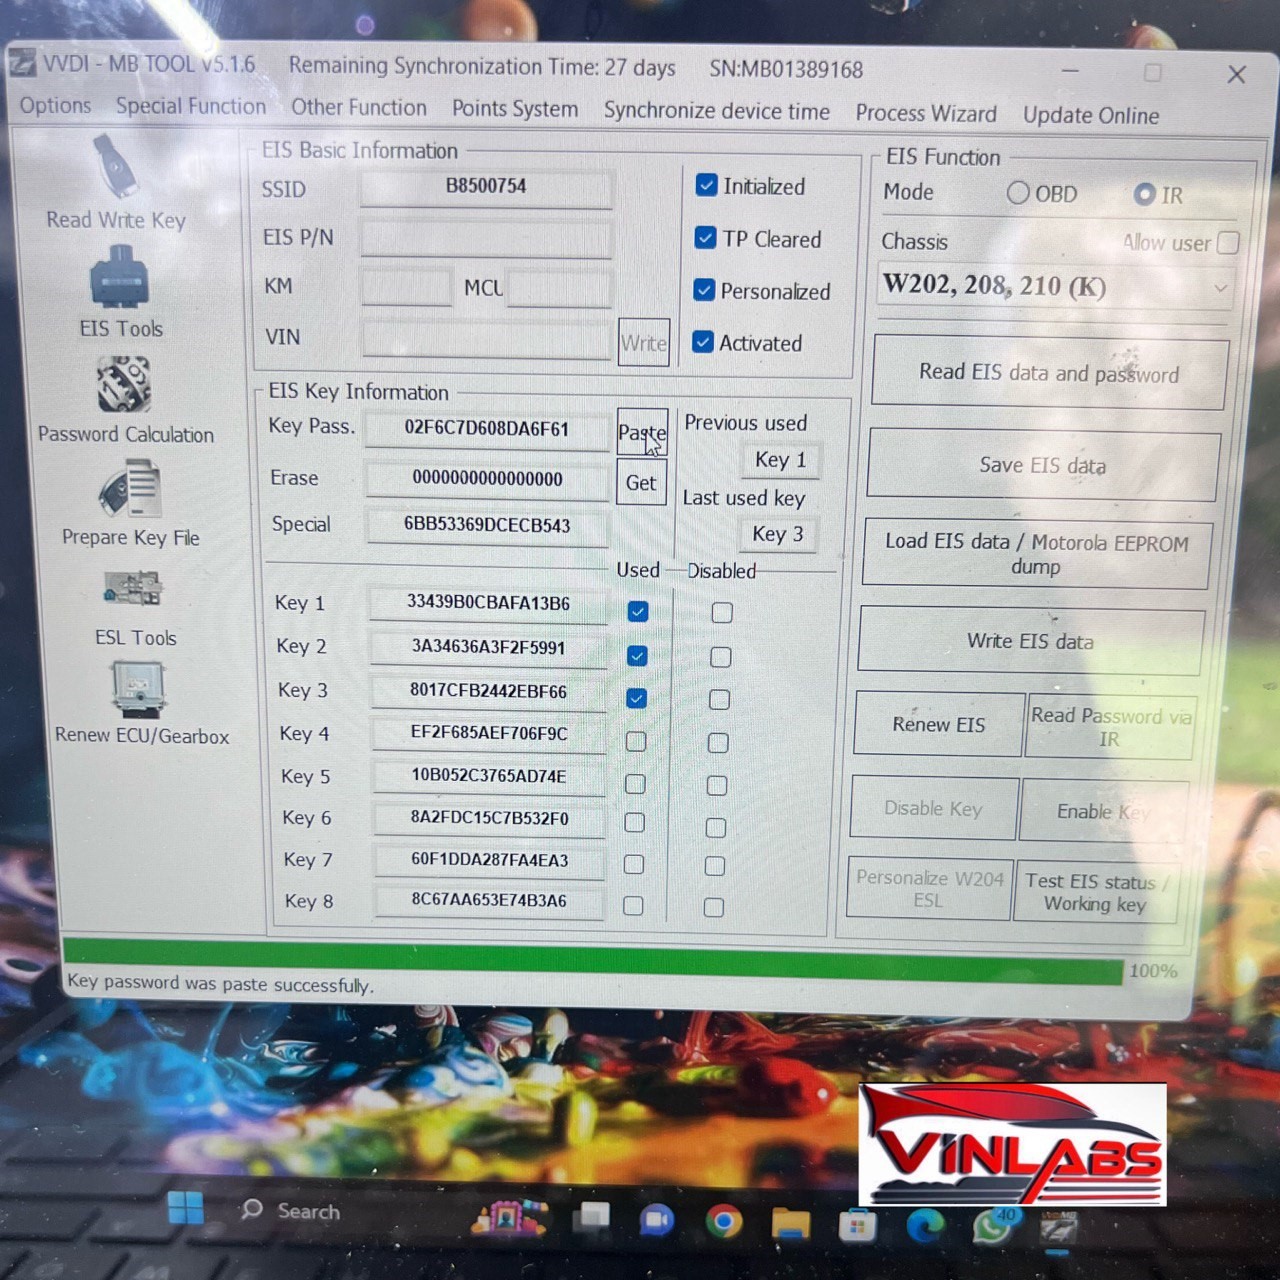 VVDI - MB TOOL v5.1.6 Remaining Synchronization Time: 27 days SN:MB01389168
Options Special Function Other Function Points System Synchronize device time Process Wizard Update Online
Read Write Key
EIS Tools
Password Calculation
Prepare Key File
ESL Tools
Renew ECU/Gearbox
EIS Basic Information
SSID B8500754
EIS P/N
KM MCU
VIN Write
Initialized
TP Cleared
Personalized
Activated
EIS Key Information
Key Pass. 02F6C7D608DA6F61 Paste
Erase 0000000000000000 Get
Special 6BB53369DCECB543
Previous used
Key 1
Last used key
Key 3
Used Disabled
Key 1 33439B0CBAFA13B6
Key 2 3A34636A3F2F5991
Key 3 8017CFB2442EBF66
Key 4 EF2F685AEF706F9C
Key 5 10B052C3765AD74E
Key 6 8A2FDC15C7B532F0
Key 7 60F1DDA287FA4EA3
Key 8 8C67AA653E74B3A6
EIS Function
Mode OBD IR
Chassis Allow user
W202, 208, 210 (K)
Read EIS data and password
Save EIS data
Load EIS data / Motorola EEPROM
dump
Write EIS data
Renew EIS
Read Password via
IR
Disable Key
Enable Key
Personalize W204
ESL
Test EIS status /
Working key
100%
Key password was paste successfully.
VINLABS
Search
40